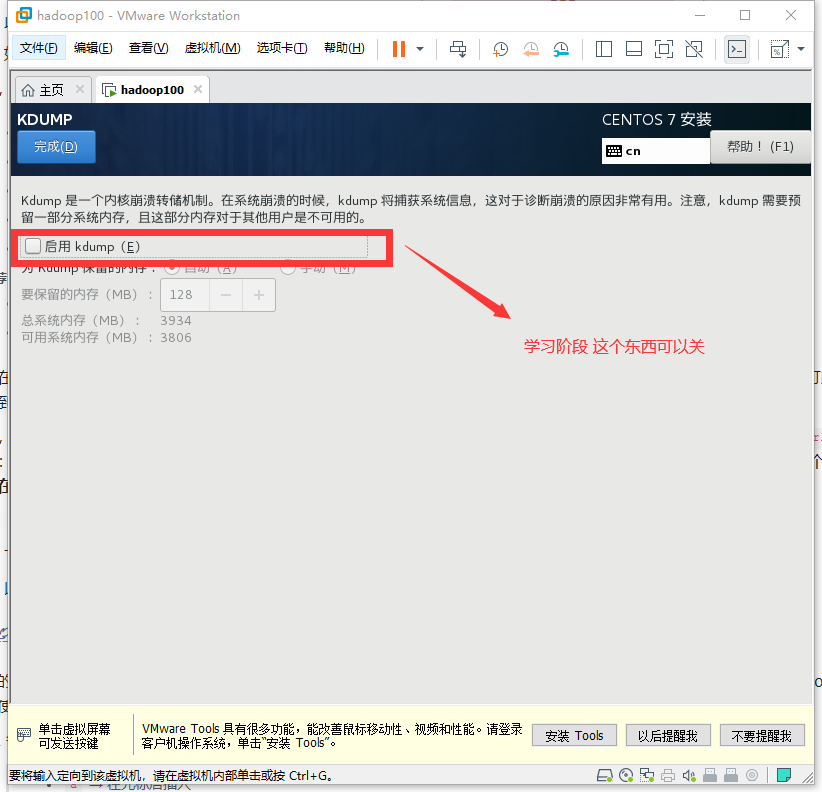 hadoop100 - VMware Workstation
文件(F) 编辑(E) 查看(V) 虚拟机(M) 选项卡(T) 帮助(H)
主页 hadoop100
KDUMP
CENTOS 7 安装
完成(D)
cn
帮助！ (F1)
Kdump 是一个内核崩溃转储机制。在系统崩溃的时候，kdump 将捕获系统信息，这对于诊断崩溃的原因非常有用。注意，kdump 需要预
留一部分系统内存，且这部分内存对于其他用户是不可用的。
启用 kdump（E）
为 Kdump 保留的内存： 自动（A） 手动（M）
要保留的内存（MB）： 128 − +
总系统内存（MB）： 3934
可用系统内存（MB）： 3806
学习阶段 这个东西可以关
单击虚拟屏幕
可发送按键
VMware Tools 具有很多功能，能改善鼠标移动性、视频和性能。请登录
客户机操作系统，单击“安装 Tools”。
安装 Tools 以后提醒我 不要提醒我
要将输入定向到该虚拟机，请在虚拟机内部单击或按 Ctrl+G。